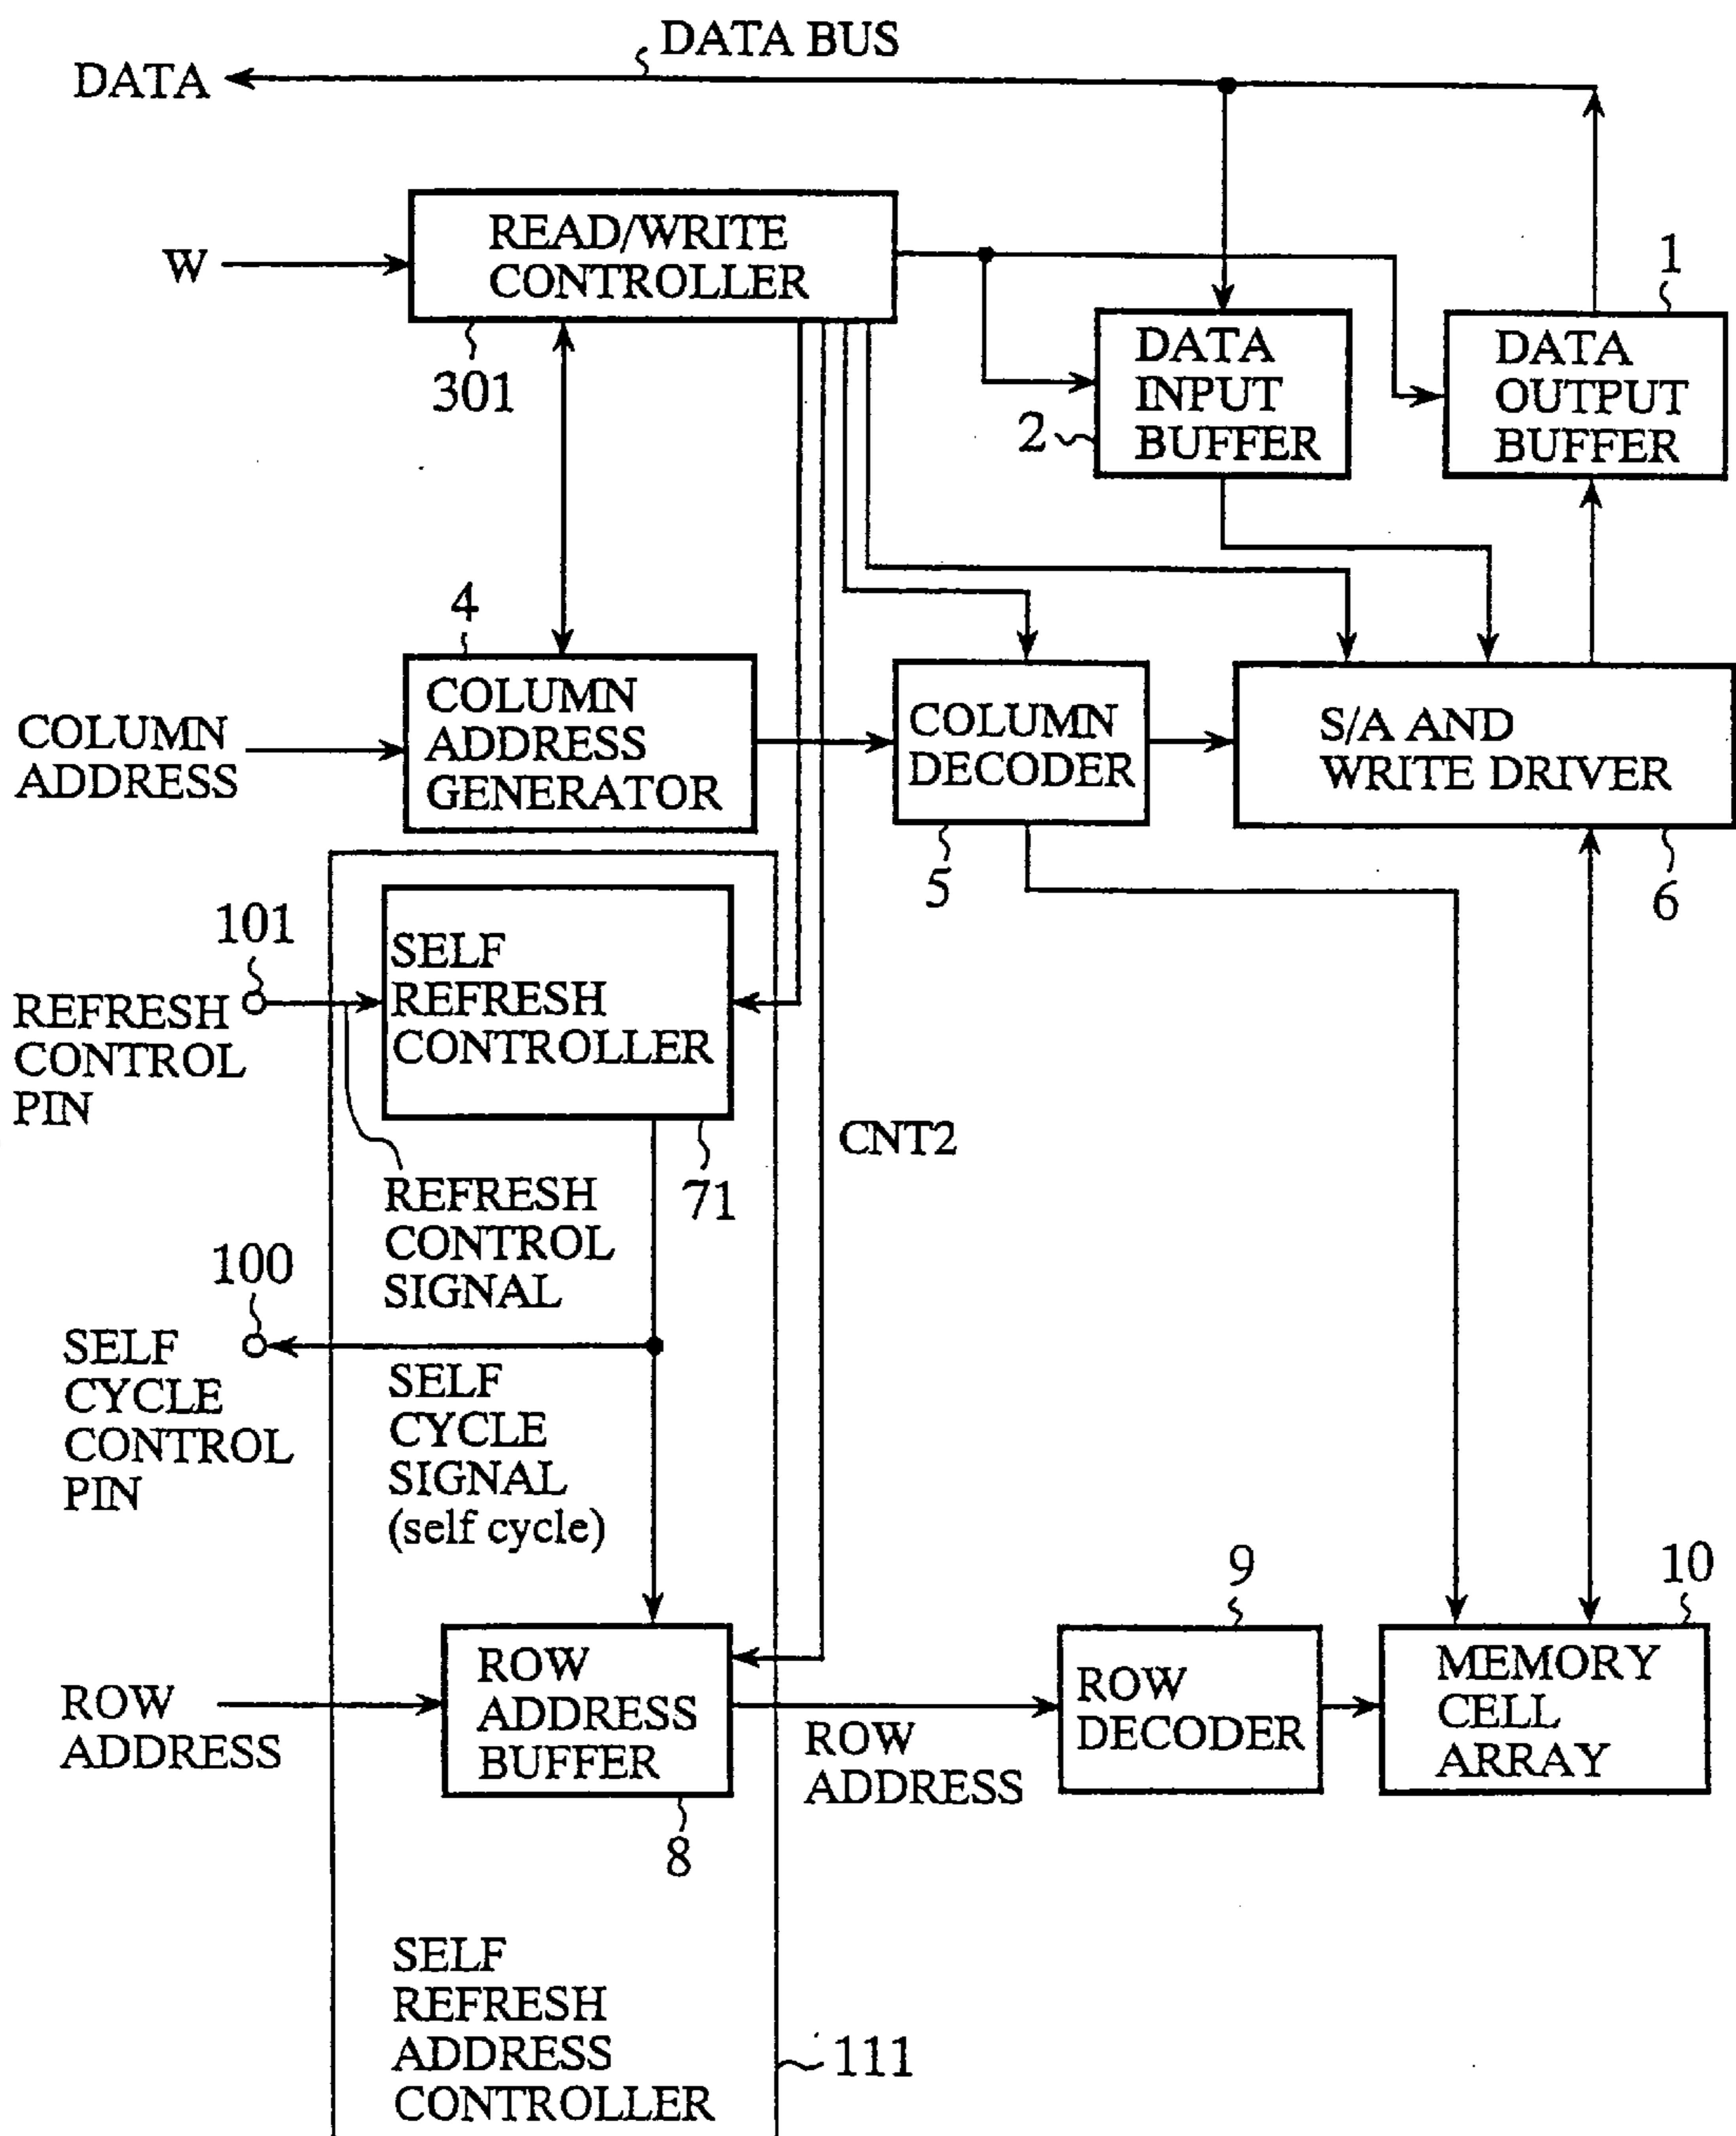 DATA BUS
DATA
READ/WRITE
CONTROLLER
W
301
1
DATA
INPUT
BUFFER
2
DATA
OUTPUT
BUFFER
4
COLUMN
ADDRESS
COLUMN
ADDRESS
GENERATOR
COLUMN
DECODER
5
S/A AND
WRITE DRIVER
6
101
REFRESH
CONTROL
PIN
SELF
REFRESH
CONTROLLER
71
CNT2
REFRESH
CONTROL
SIGNAL
100
SELF
CYCLE
CONTROL
PIN
SELF
CYCLE
SIGNAL
(self cycle)
ROW
ADDRESS
ROW
ADDRESS
BUFFER
8
ROW
ADDRESS
9
ROW
DECODER
10
MEMORY
CELL
ARRAY
SELF
REFRESH
ADDRESS
CONTROLLER
111